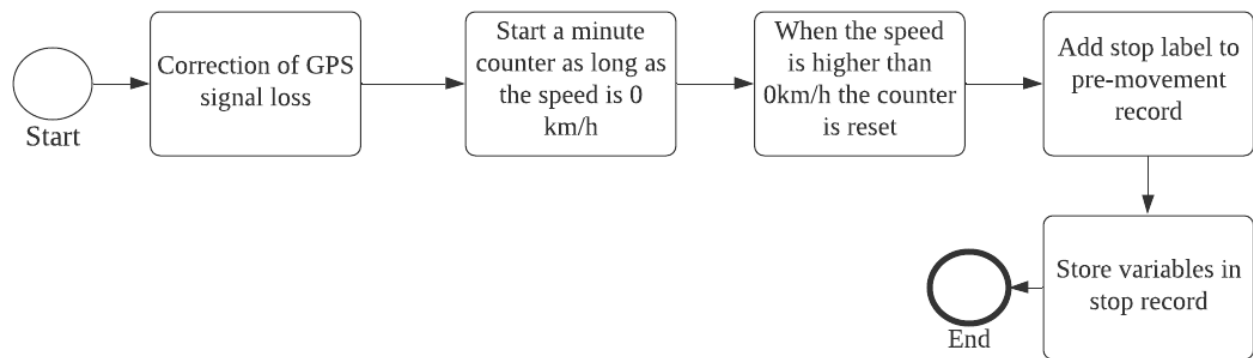 Start
Correction of GPS
signal loss
Start a minute
counter as long as
the speed is 0
km/h
When the speed
is higher than
0km/h the counter
is reset
Add stop label to
pre-movement
record
Store variables in
stop record
End